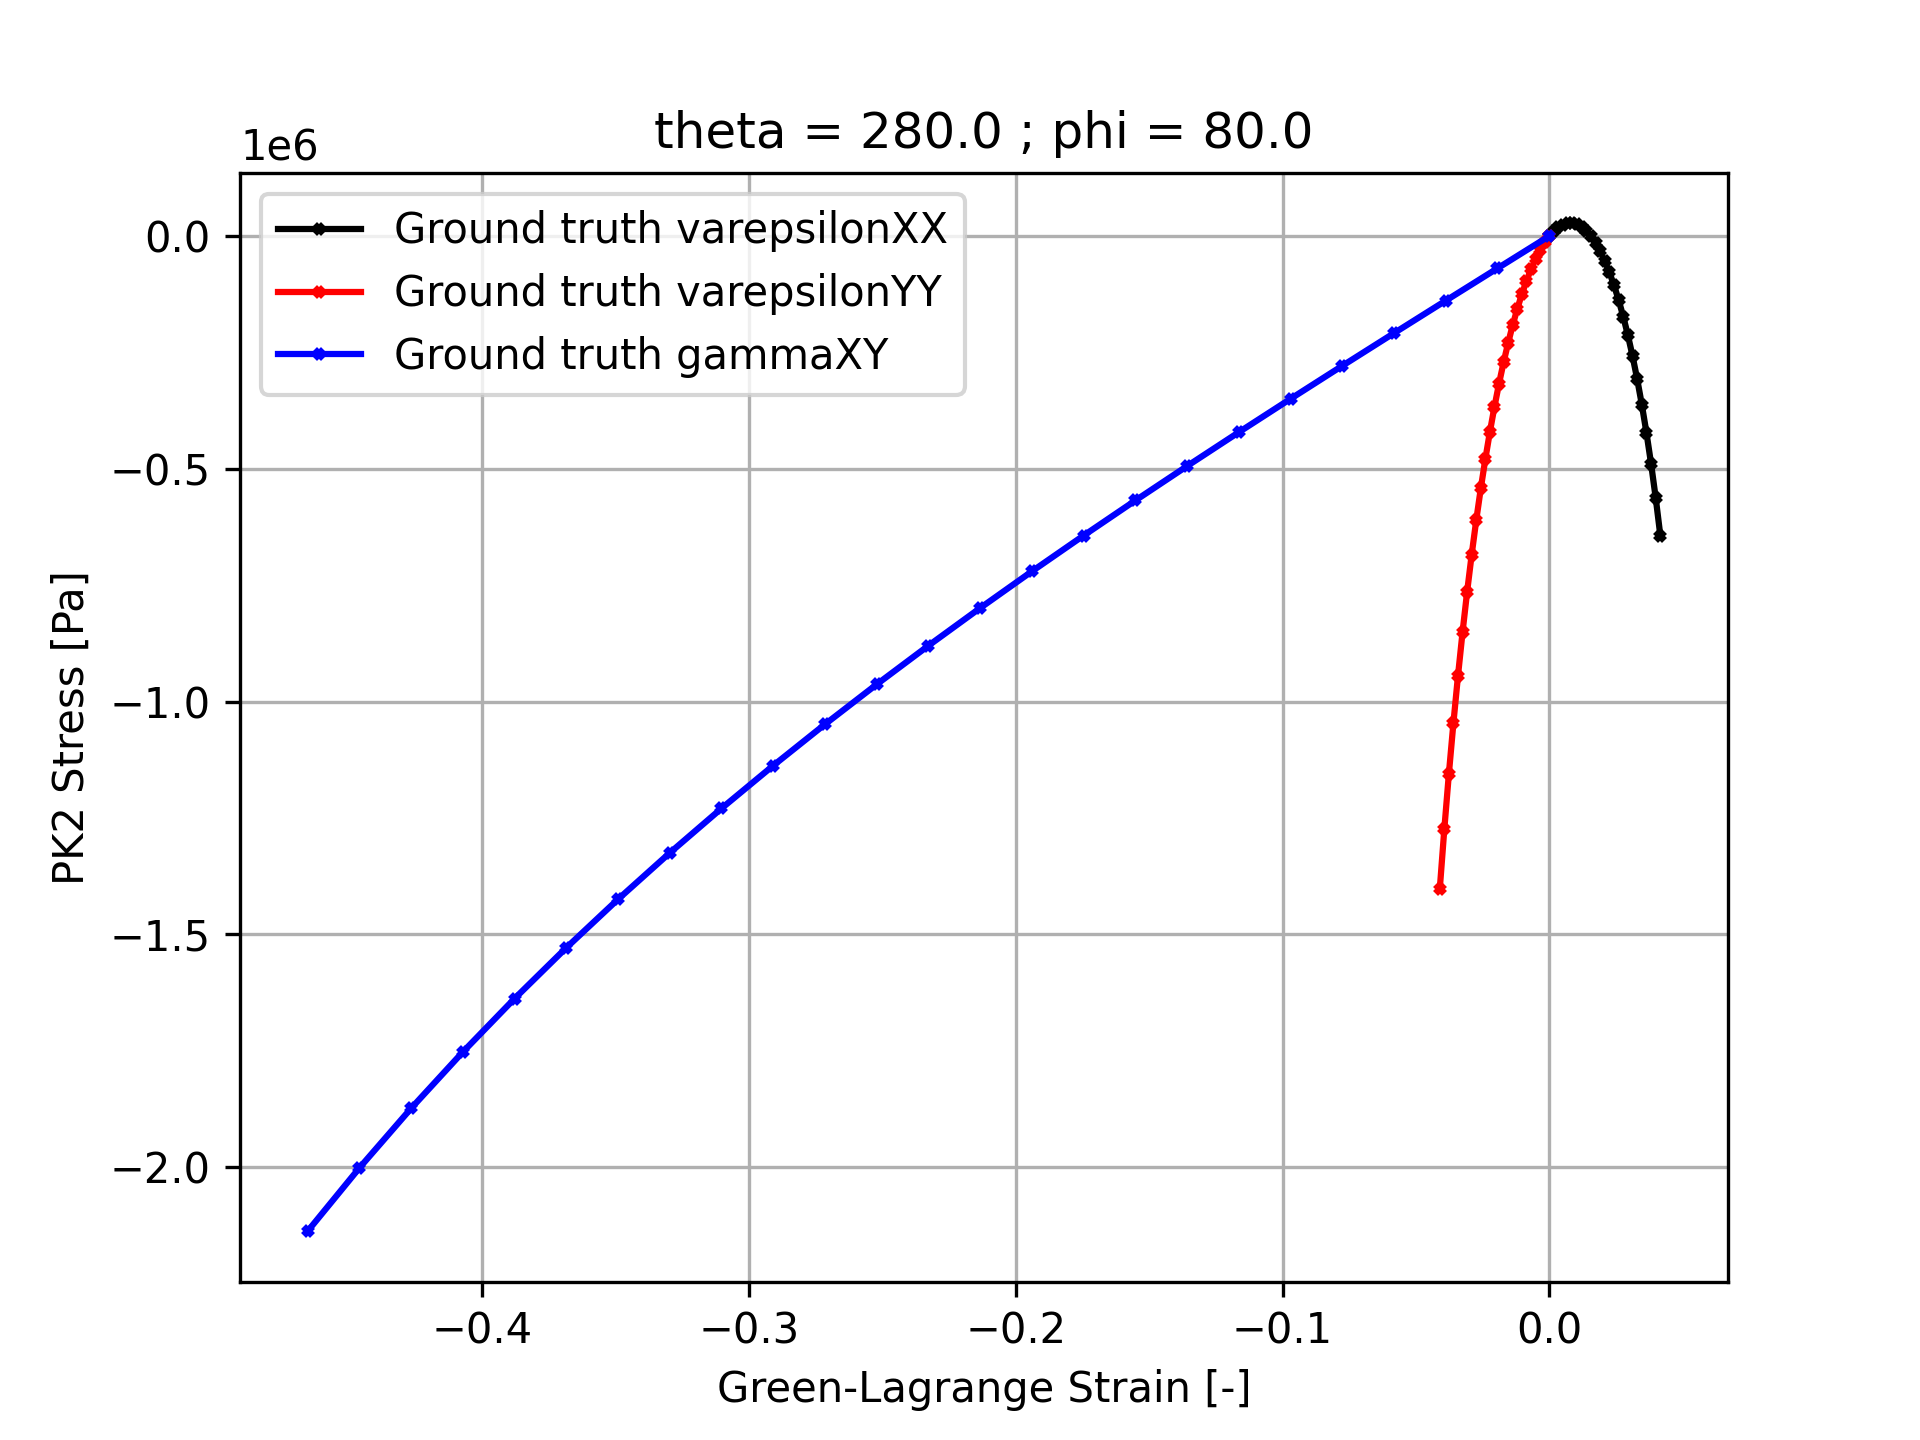 theta = 280.0 ; phi = 80.0
1e6
Ground truth varepsilonXX
Ground truth varepsilonYY
Ground truth gammaXY
0.0
−0.5
−1.0
−1.5
−2.0
PK2 Stress [Pa]
−0.4 −0.3 −0.2 −0.1 0.0
Green-Lagrange Strain [-]